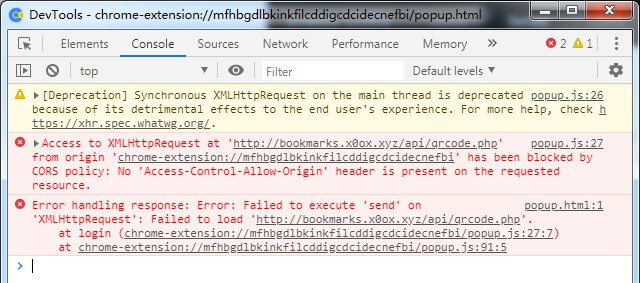 DevTools - chrome-extension://mfhbgdlbkinkfilcddigcdcidecnefbi/popup.html
Elements Console Sources Network » 2 1
top Filter Default levels ▼
▶[Deprecation] Synchronous XMLHttpRequest on the main thread is deprecated popup.js:26
because of its detrimental effects to the end user's experience. For more help, check h
ttps://xhr.spec.whatwg.org/.
▶Access to XMLHttpRequest at 'http://bookmarks.x0ox.xyz/api/qrcode.php' popup.js:27
from origin 'chrome-extension://mfhbgdlbkinkfilcddigcdcidecnefbi' has been blocked by
CORS policy: No 'Access-Control-Allow-Origin' header is present on the requested
resource.
Error handling response: Error: Failed to execute 'send' on popup.html:1
'XMLHttpRequest': Failed to load 'http://bookmarks.x0ox.xyz/api/qrcode.php'.
at login (chrome-extension://mfhbgdlbkinkfilcddigcdcidecnefbi/popup.js:27:7)
at chrome-extension://mfhbgdlbkinkfilcddigcdcidecnefbi/popup.js:91:5